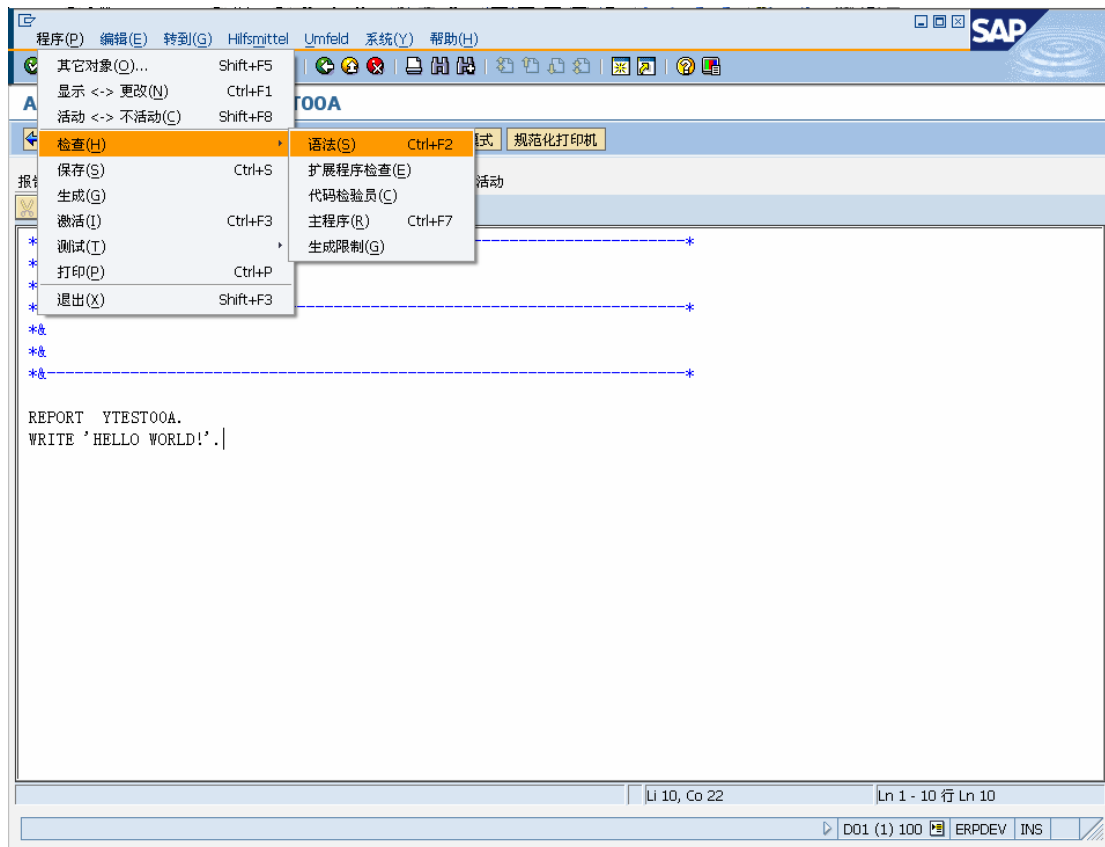 SAP
程序(P) 编辑(E) 转到(G) Hilfsmittel Umfeld 系统(Y) 帮助(H)
其它对象(O)... Shift+F5
显示 <-> 更改(N) Ctrl+F1
活动 <-> 不活动(C) Shift+F8
检查(H)
保存(S) Ctrl+S
生成(G)
激活(I) Ctrl+F3
测试(T)
打印(P) Ctrl+P
退出(X) Shift+F3
语法(S) Ctrl+F2
扩展程序检查(E)
代码检验员(C)
主程序(R) Ctrl+F7
生成限制(G)
A
T00A
式 规范化打印机
活动
*
*
*
*
*
*
*&
*&
*&---------------------------------------------------------------------*
REPORT YTEST00A.
WRITE 'HELLO WORLD!'.
Li 10, Co 22 Ln 1 - 10 行 Ln 10
D01 (1) 100 ERPDEV INS